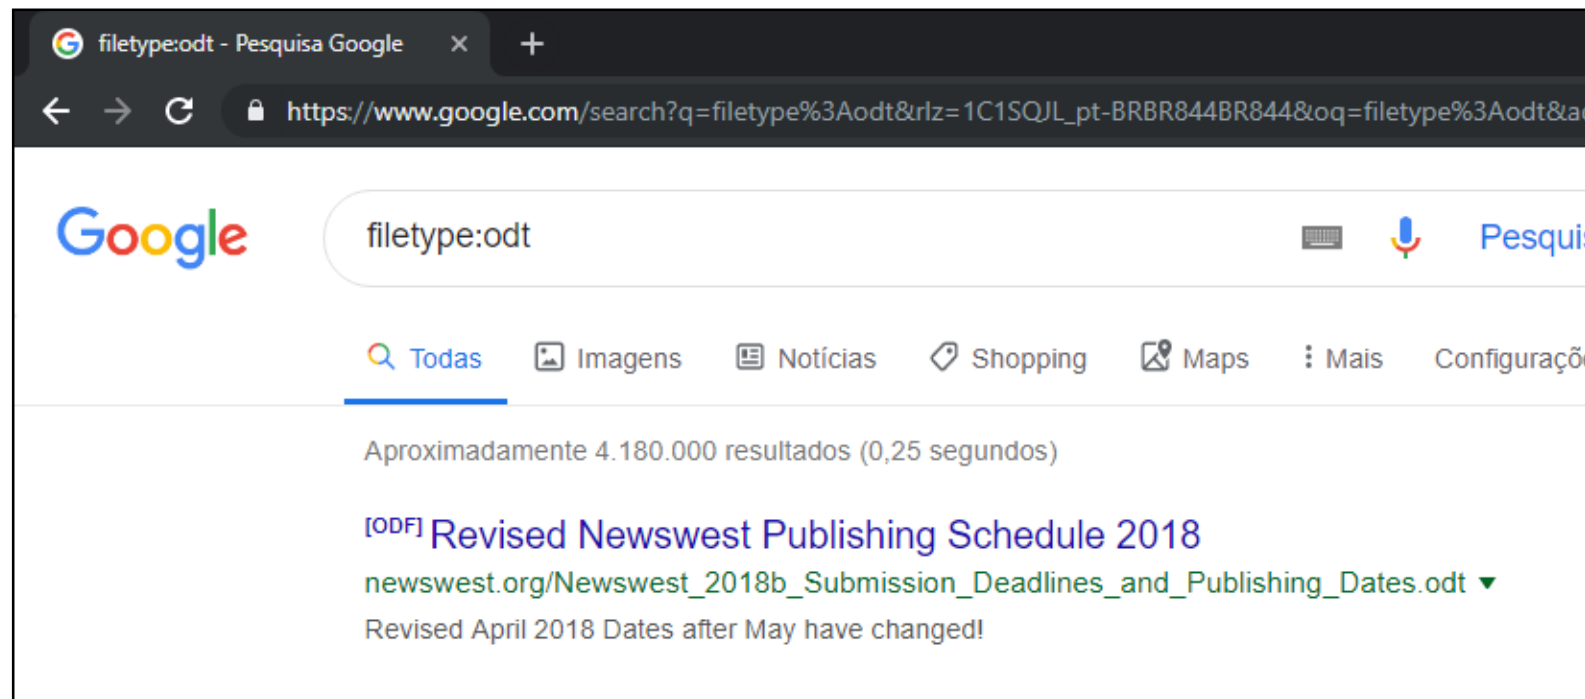 filetype:odt - Pesquisa Google
https://www.google.com/search?q=filetype%3Aodt&rlz=1C1SQJL_pt-BRBR844BR844&oq=filetype%3Aodt&a
Google
filetype:odt
Pesquis
Todas Imagens Notícias Shopping Maps Mais Configuraçõ
Aproximadamente 4.180.000 resultados (0,25 segundos)
[ODF] Revised Newswest Publishing Schedule 2018
newswest.org/Newswest_2018b_Submission_Deadlines_and_Publishing_Dates.odt
Revised April 2018 Dates after May have changed!